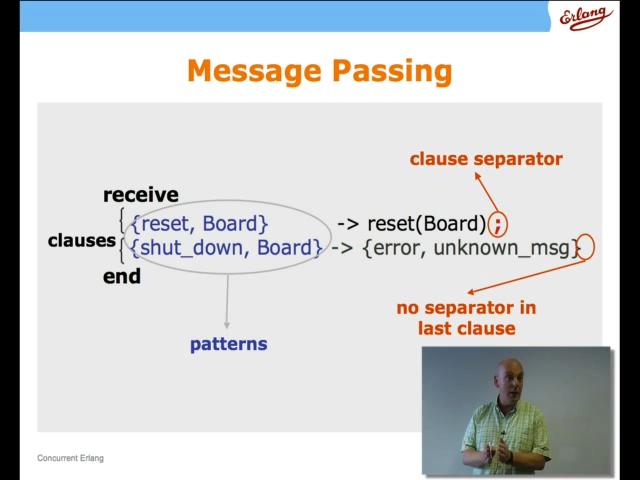 Erlang
Message Passing
clause separator
receive
{reset, Board} -> reset(Board) ;
clauses
{shut_down, Board} -> {error, unknown_msg}
end
no separator in
last clause
patterns
Concurrent Erlang